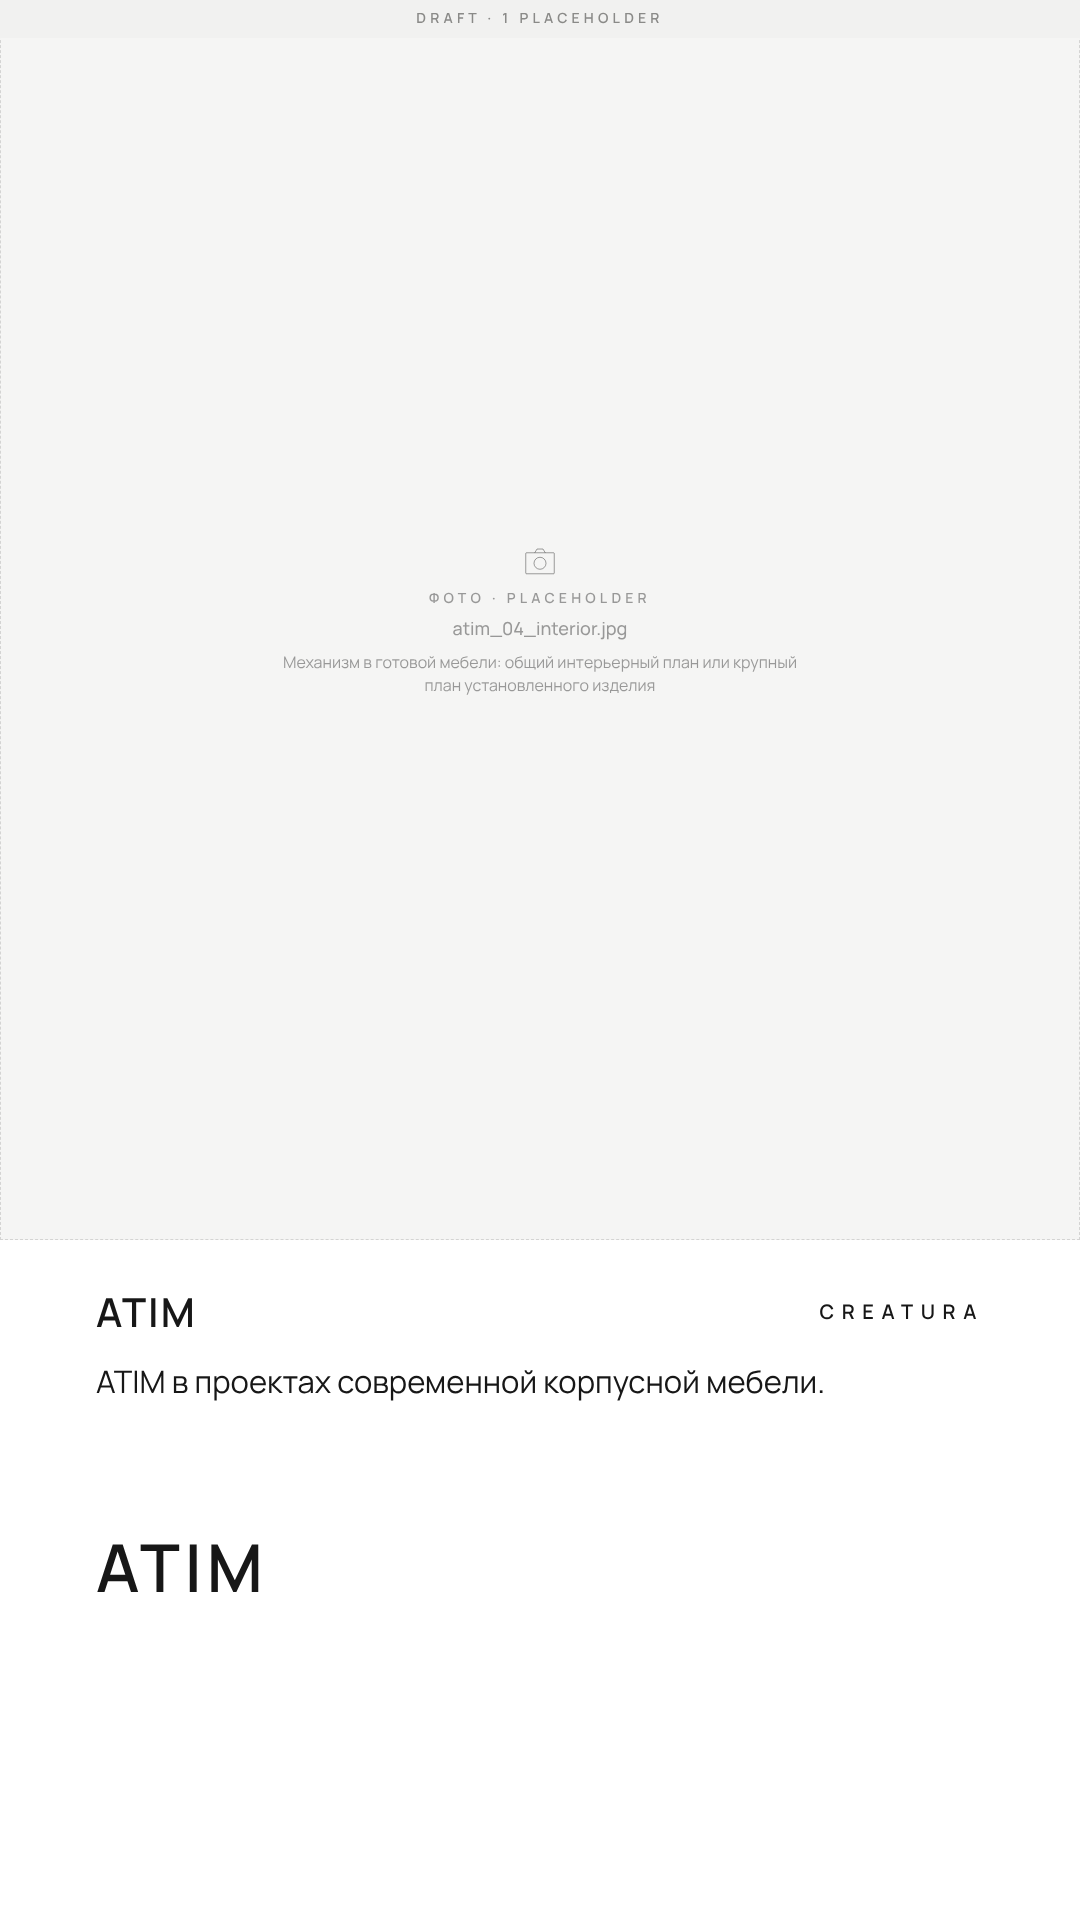 DRAFT · 1 PLACEHOLDER
ФОТО · PLACEHOLDER
atim_04_interior.jpg
Механизм в готовой мебели: общий интерьерный план или крупный
план установленного изделия
ATIM
CREATURA
ATIM в проектах современной корпусной мебели.
ATIM